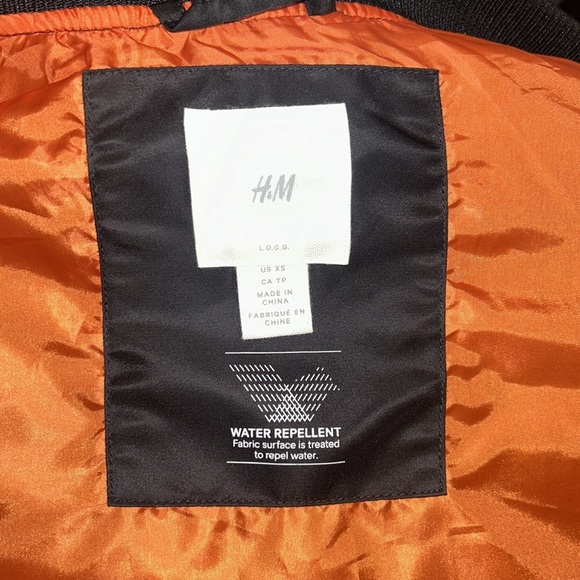 H&M
L.O.G.G.
US XS
CA TP
MADE IN
CHINA
FABRIQUÉ EN
CHINE
WATER REPELLENT
Fabric surface is treated
to repel water.